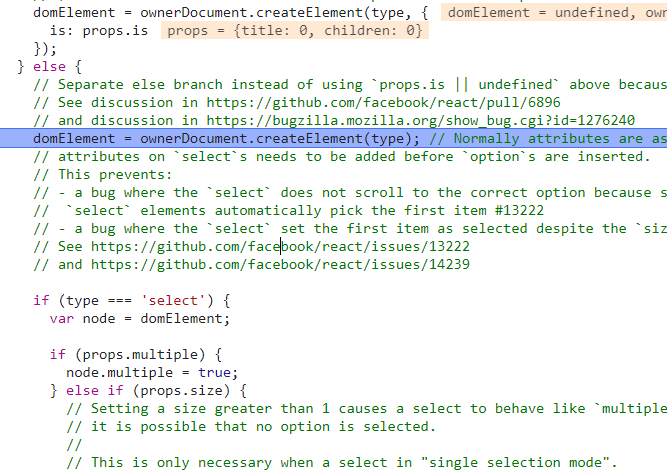 domElement = ownerDocument.createElement(type, { domElement = undefined, ow
is: props.is props = {title: 0, children: 0}
});
} else {
// Separate else branch instead of using `props.is || undefined` above becaus
// See discussion in https://github.com/facebook/react/pull/6896
// and discussion in https://bugzilla.mozilla.org/show_bug.cgi?id=1276240
domElement = ownerDocument.createElement(type); // Normally attributes are as
// attributes on `select`s needs to be added before `option`s are inserted.
// This prevents:
// - a bug where the `select` does not scroll to the correct option because s
// `select` elements automatically pick the first item #13222
// - a bug where the `select` set the first item as selected despite the `siz
// See https://github.com/facebook/react/issues/13222
// and https://github.com/facebook/react/issues/14239
if (type === 'select') {
var node = domElement;
if (props.multiple) {
node.multiple = true;
} else if (props.size) {
// Setting a size greater than 1 causes a select to behave like `multiple
// it is possible that no option is selected.
//
// This is only necessary when a select in "single selection mode".